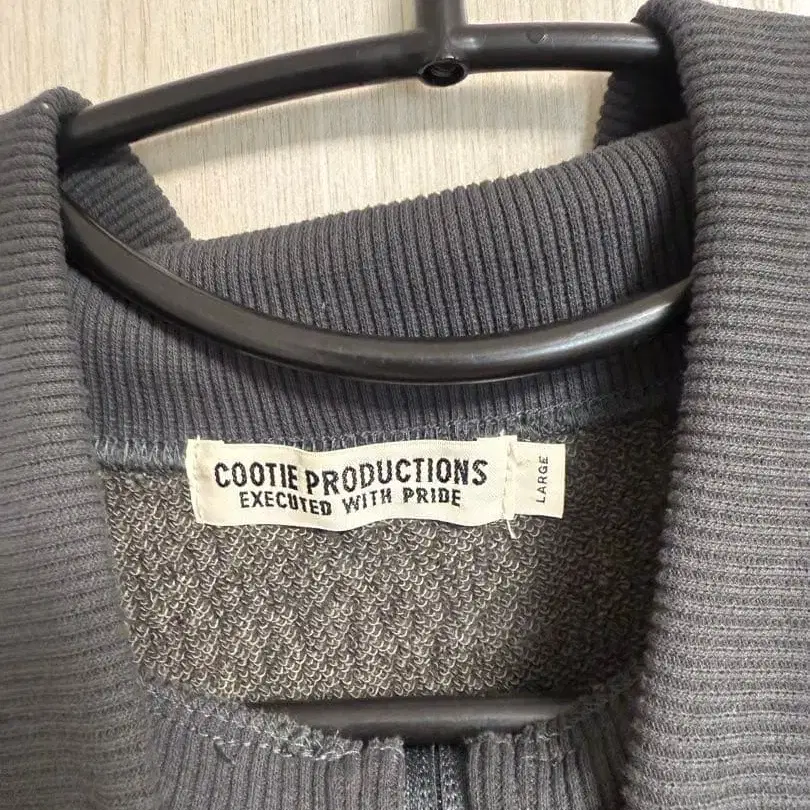 COOTIE PRODUCTIONS
EXECUTED WITH PRIDE
LARGE